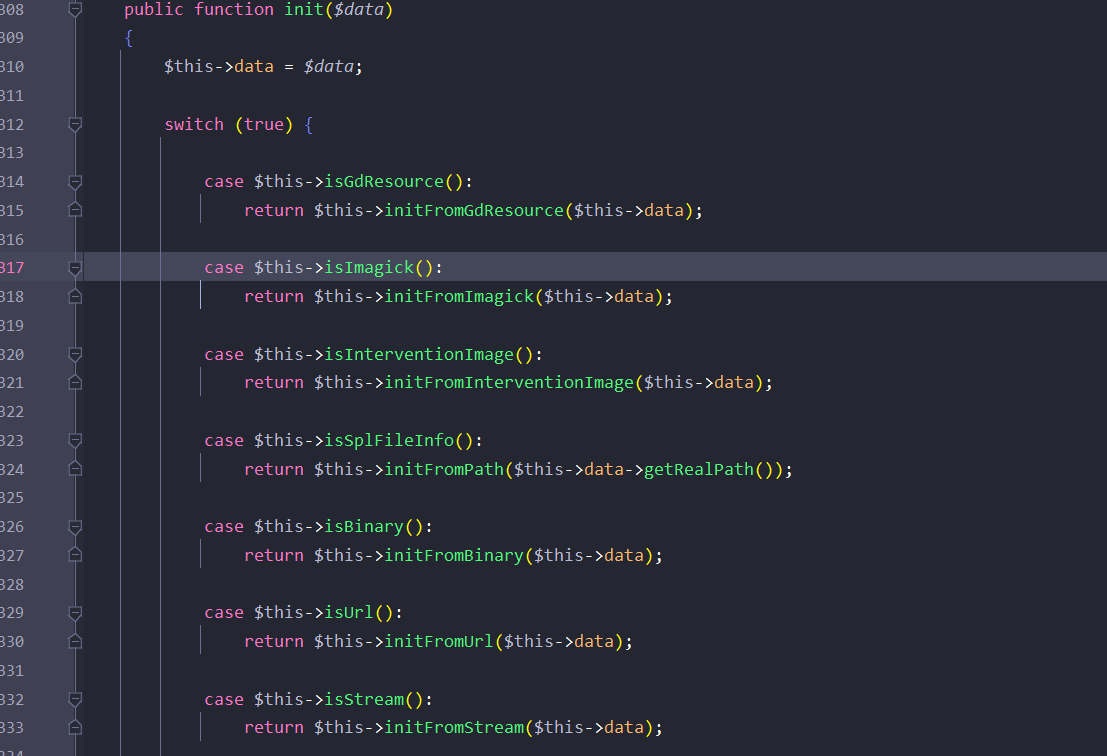 308 public function init($data)
309 {
310 $this->data = $data;
311
312 switch (true) {
313
314 case $this->isGdResource():
315 return $this->initFromGdResource($this->data);
316
317 case $this->isImagick():
318 return $this->initFromImagick($this->data);
319
320 case $this->isInterventionImage():
321 return $this->initFromInterventionImage($this->data);
322
323 case $this->isSplFileInfo():
324 return $this->initFromPath($this->data->getRealPath());
325
326 case $this->isBinary():
327 return $this->initFromBinary($this->data);
328
329 case $this->isUrl():
330 return $this->initFromUrl($this->data);
331
332 case $this->isStream():
333 return $this->initFromStream($this->data);
334